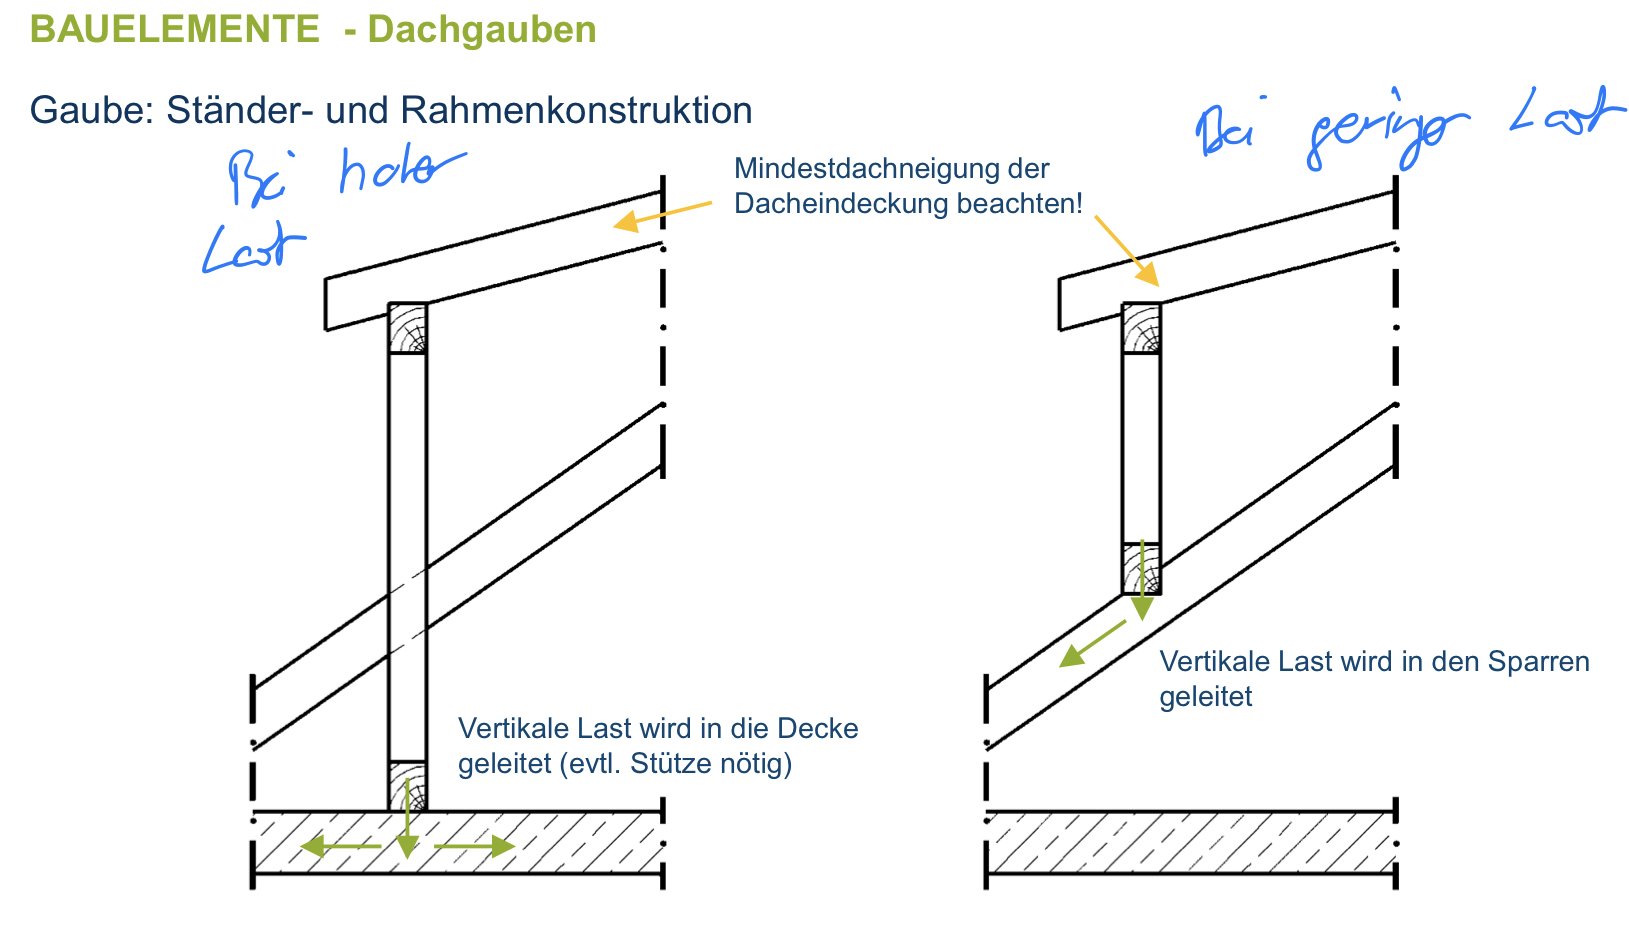 BAUELEMENTE - Dachgauben
Gaube: Ständer- und Rahmenkonstruktion
Bei hoher
Last
Bei geringer Last
Mindestdachneigung der
Dacheindeckung beachten!
Vertikale Last wird in den Sparren
geleitet
Vertikale Last wird in die Decke
geleitet (evtl. Stütze nötig)